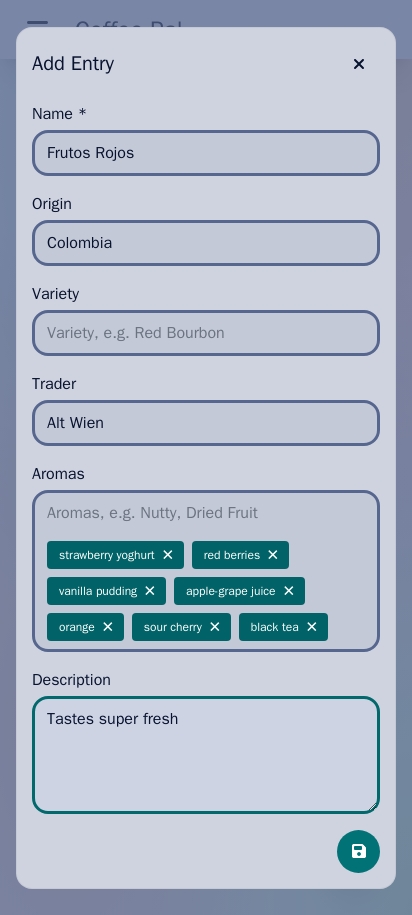 Coffee Pal
Add Entry
Name *
Frutos Rojos
Origin
Colombia
Variety
Variety, e.g. Red Bourbon
Trader
Alt Wien
Aromas
Aromas, e.g. Nutty, Dried Fruit
strawberry yoghurt × red berries ×
vanilla pudding × apple-grape juice ×
orange × sour cherry × black tea ×
Description
Tastes super fresh